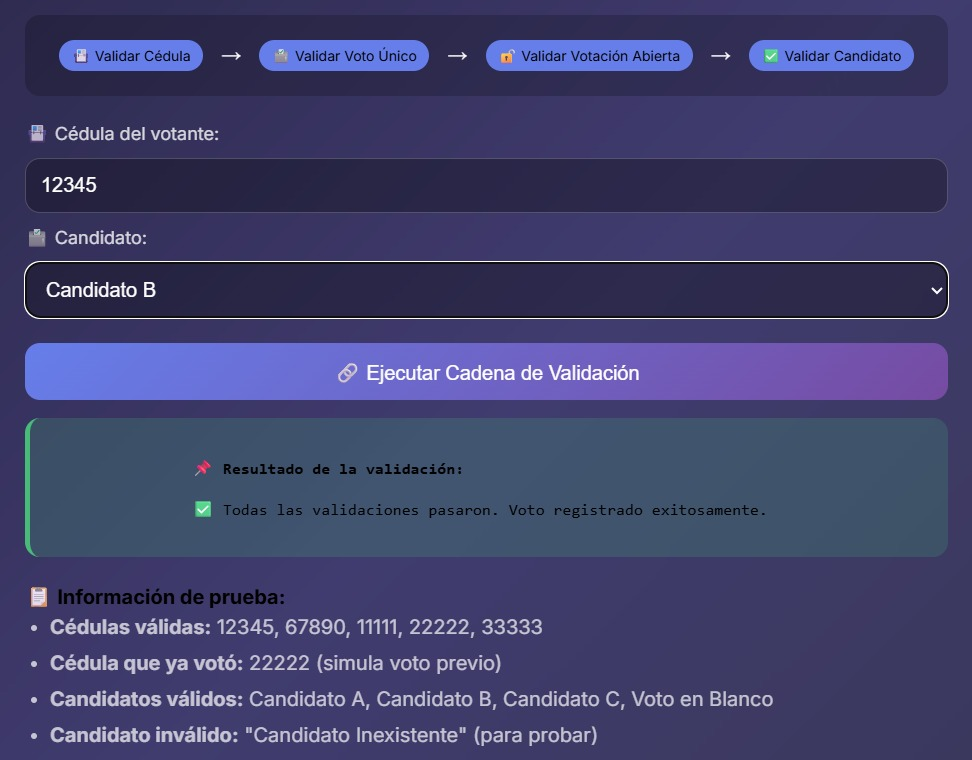 🗳️ Validar Cédula → 🗳️ Validar Voto Único → 🔓 Validar Votación Abierta → ✅ Validar Candidato
Cédula del votante:
12345
Candidato:
Candidato B
🔗 Ejecutar Cadena de Validación
📌 Resultado de la validación:
✅ Todas las validaciones pasaron. Voto registrado exitosamente.
📋 Información de prueba:
• Cédulas válidas: 12345, 67890, 11111, 22222, 33333
• Cédula que ya votó: 22222 (simula voto previo)
• Candidatos válidos: Candidato A, Candidato B, Candidato C, Voto en Blanco
• Candidato inválido: "Candidato Inexistente" (para probar)